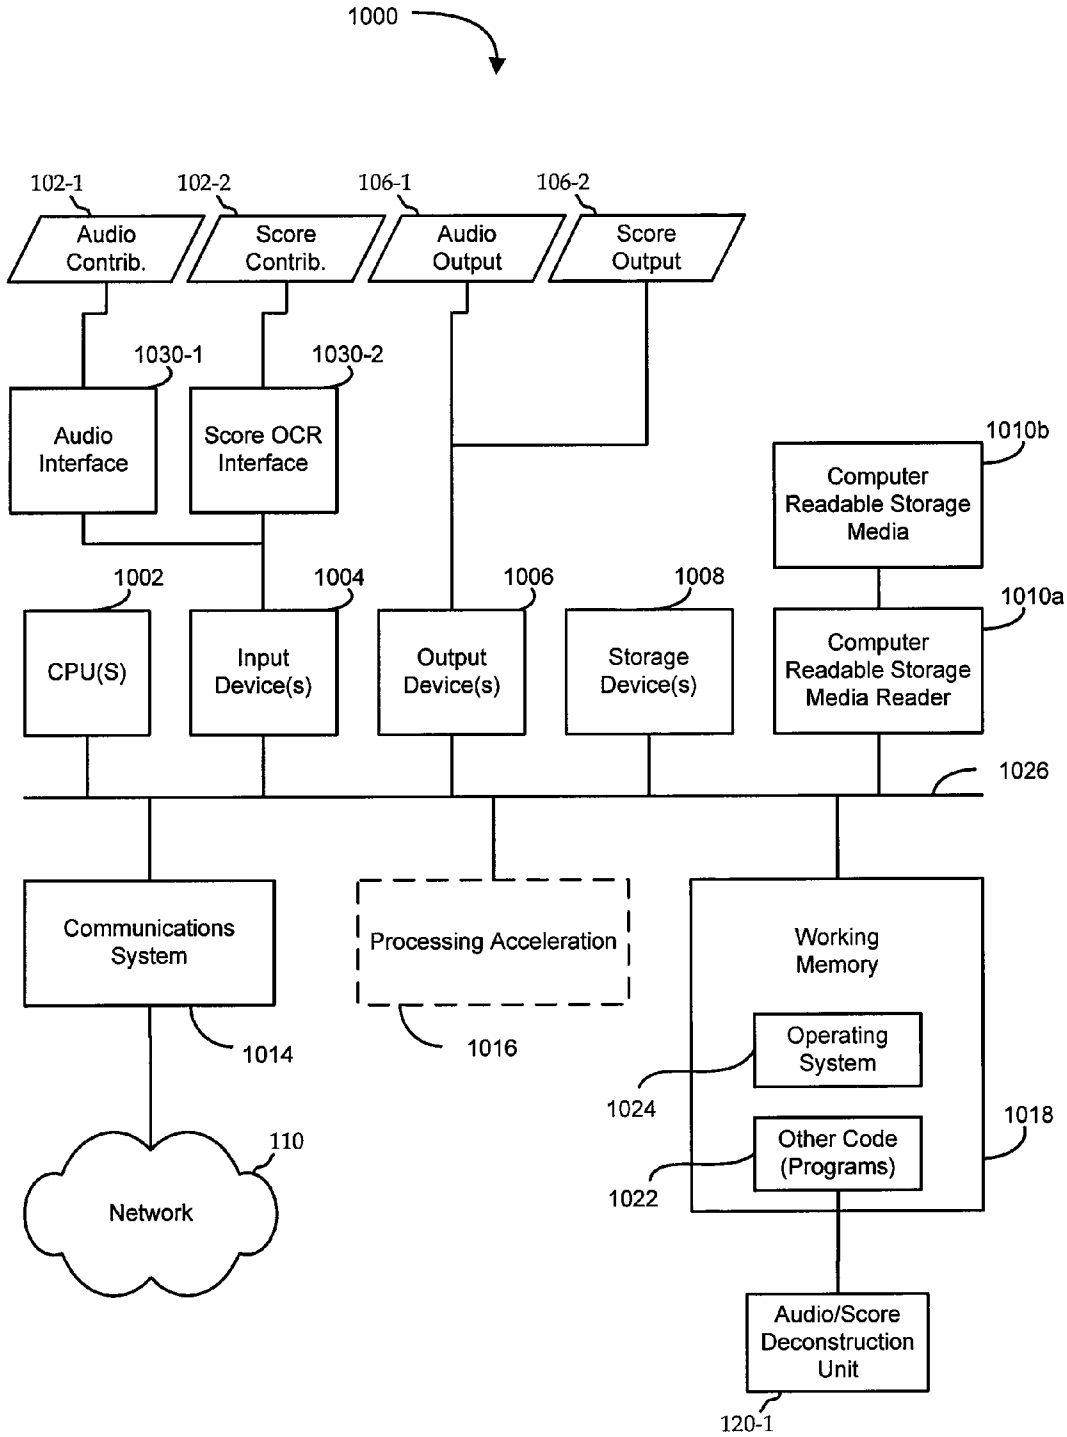 1000
102-1
102-2
106-1
106-2
Audio
Contrib.
Score
Contrib.
Audio
Output
Score
Output
1030-1
1030-2
Audio
Interface
Score OCR
Interface
1010b
Computer
Readable Storage
Media
1002
1004
1006
1008
1010a
CPU(S)
Input
Device(s)
Output
Device(s)
Storage
Device(s)
Computer
Readable Storage
Media Reader
1026
Communications
System
Processing Acceleration
Working
Memory
1014
1016
Operating
System
1024
1018
Other Code
(Programs)
1022
110
Network
Audio/Score
Deconstruction
Unit
120-1